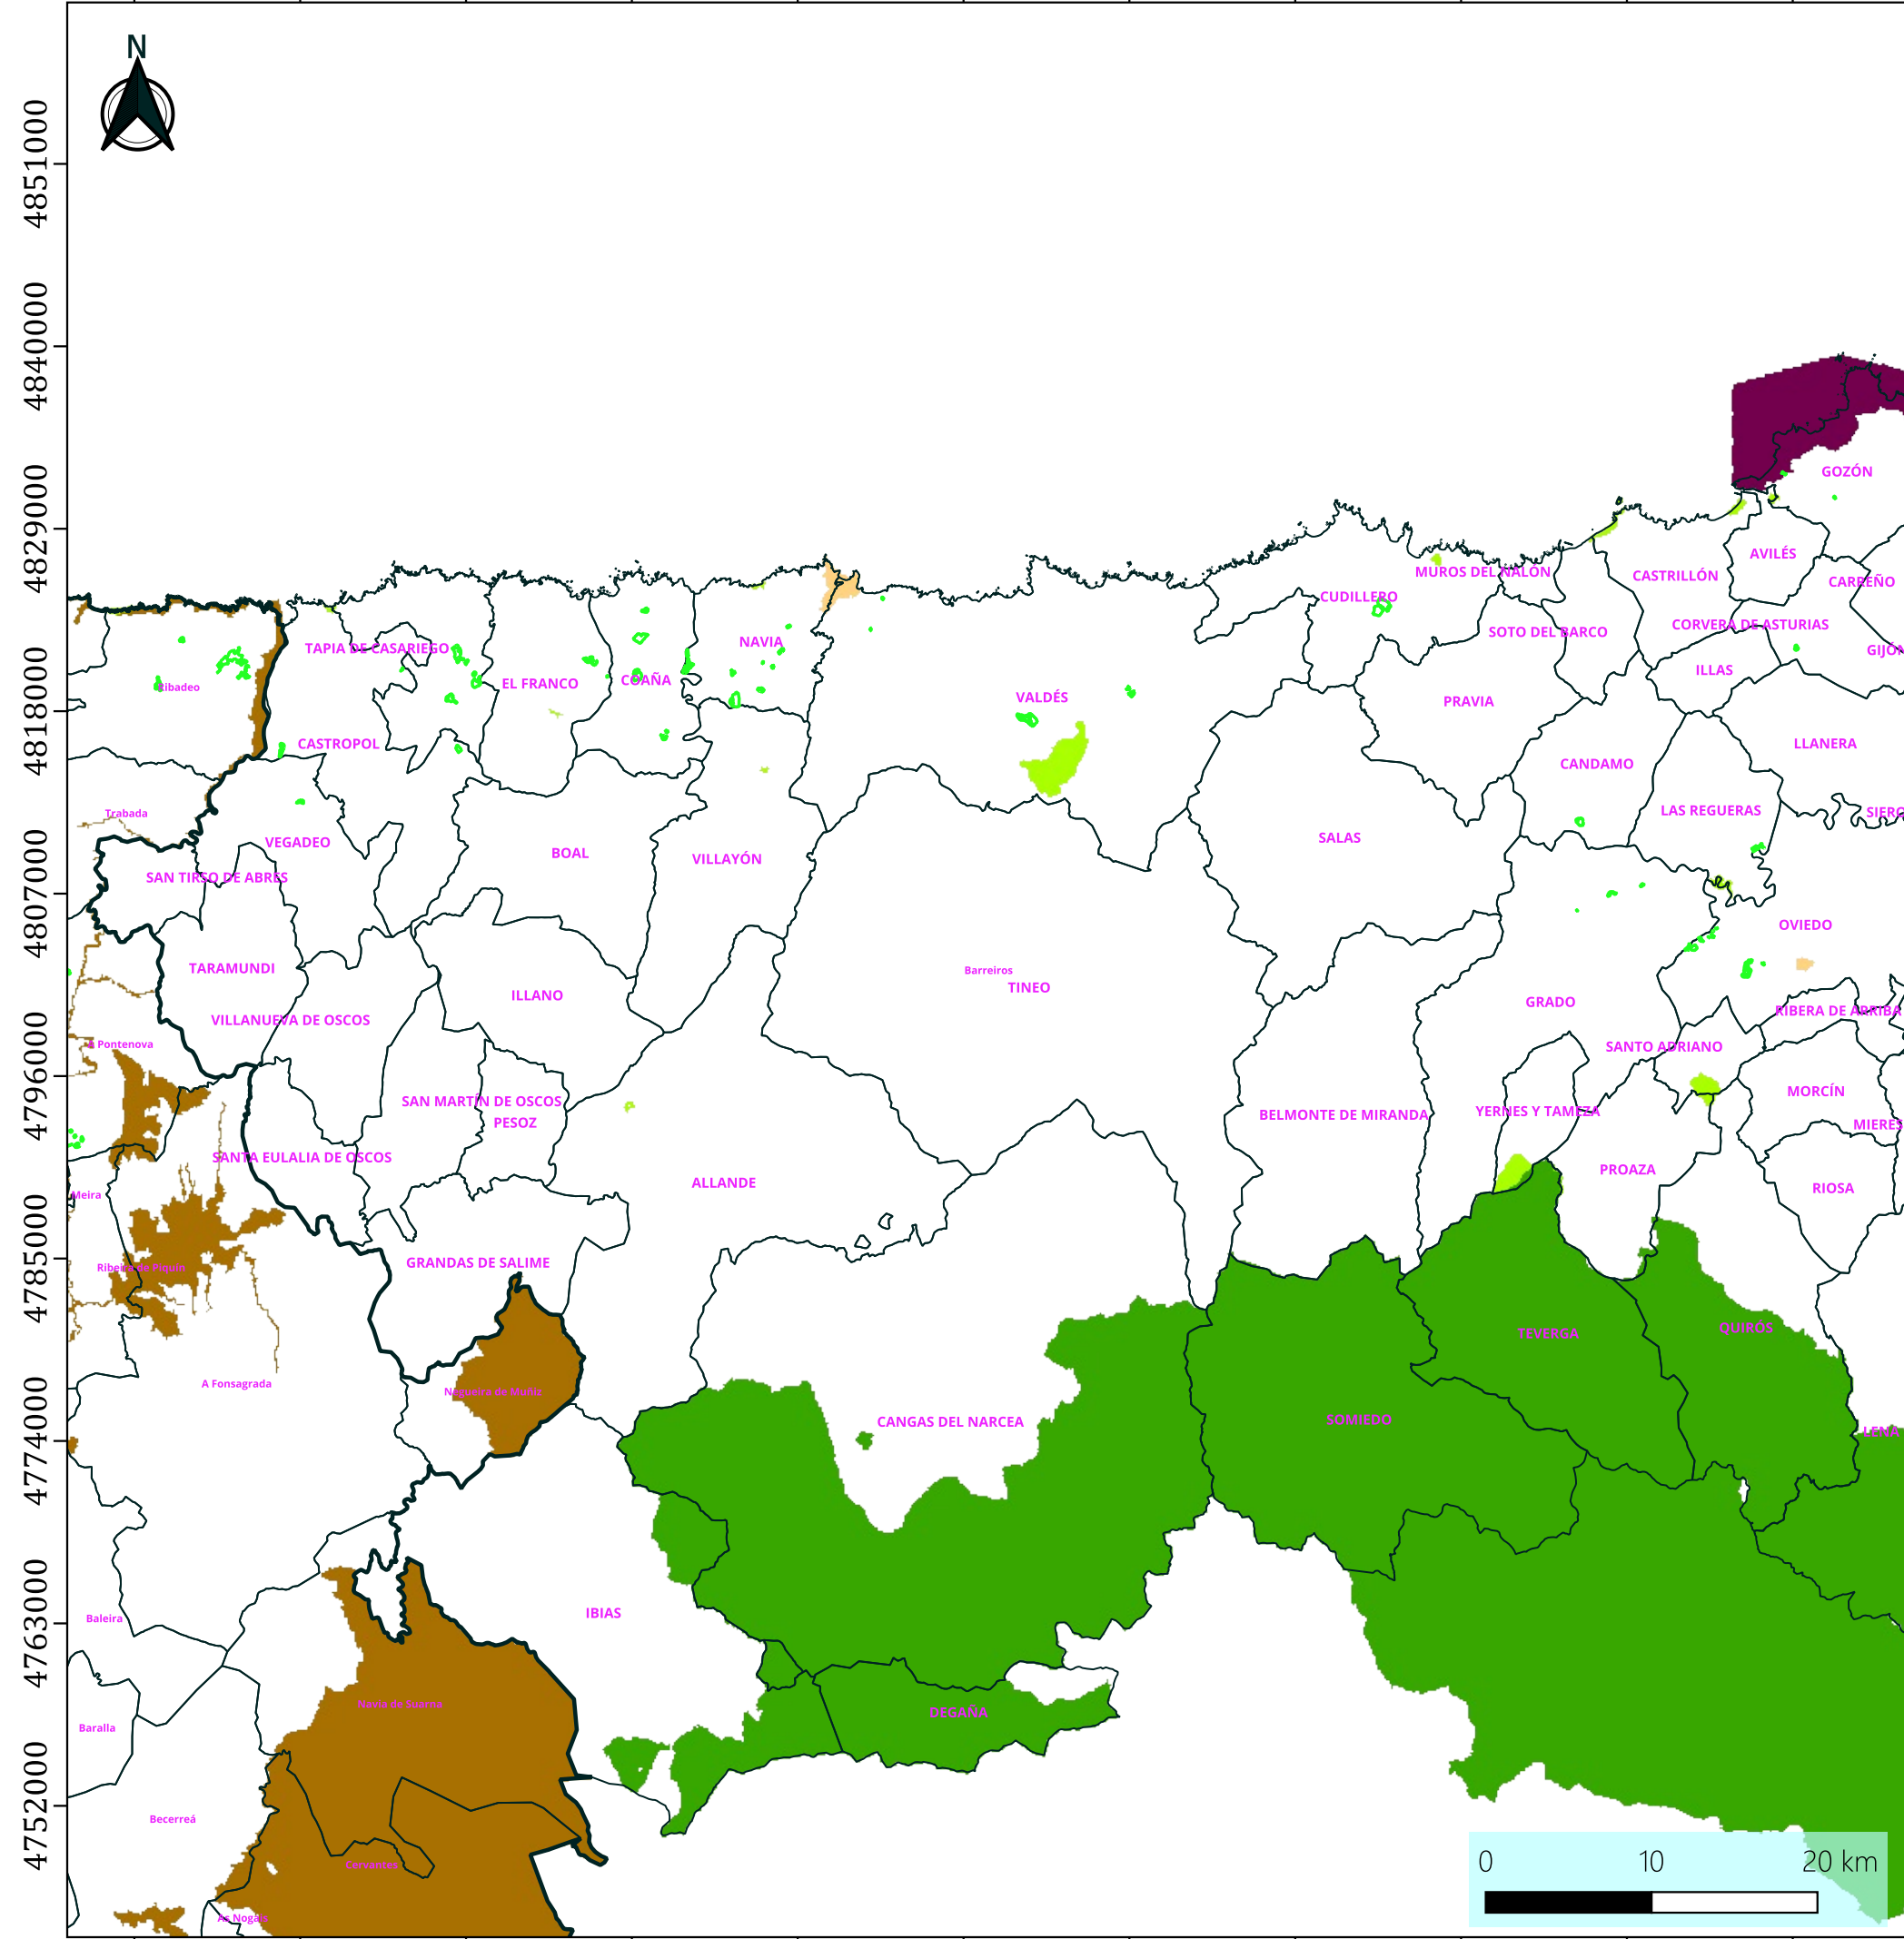 N
4851000
4840000
4829000
4818000
4807000
4796000
4785000
4774000
4763000
4752000
GOZÓN
AVILÉS
CASTRILLÓN
CARREÑO
MUROS DEL NALÓN
CUDILLERO
CORVERA DE ASTURIAS
SOTO DEL BARCO
GIJÓN
NAVIA
TAPIA DE CASARIEGO
ILLAS
COAÑA
EL FRANCO
Ribadeo
VALDÉS
PRAVIA
CASTROPOL
LLANERA
CANDAMO
LAS REGUERAS
SIERO
Trabada
SALAS
VEGADEO
BOAL
VILLAYÓN
SAN TIRSO DE ABRES
OVIEDO
TARAMUNDI
Barreiros
TINEO
ILLANO
GRADO
RIBERA DE ARRIBA
VILLANUEVA DE OSCOS
A Pontenova
SANTO ADRIANO
MORCÍN
SAN MARTÍN DE OSCOS
PESOZ
BELMONTE DE MIRANDA
YERNES Y TAMEZA
MIERES
SANTA EULALIA DE OSCOS
PROAZA
ALLANDE
RIOSA
Meira
GRANDAS DE SALIME
Ribeira de Piquín
TEVERGA
QUIRÓS
A Fonsagrada
Negueira de Muñiz
CANGAS DEL NARCEA
SOMIEDO
LENA
IBIAS
Baleira
Navia de Suarna
DEGAÑA
Baralla
Becerreá
Cervantes
As Nogais
0 10 20 km